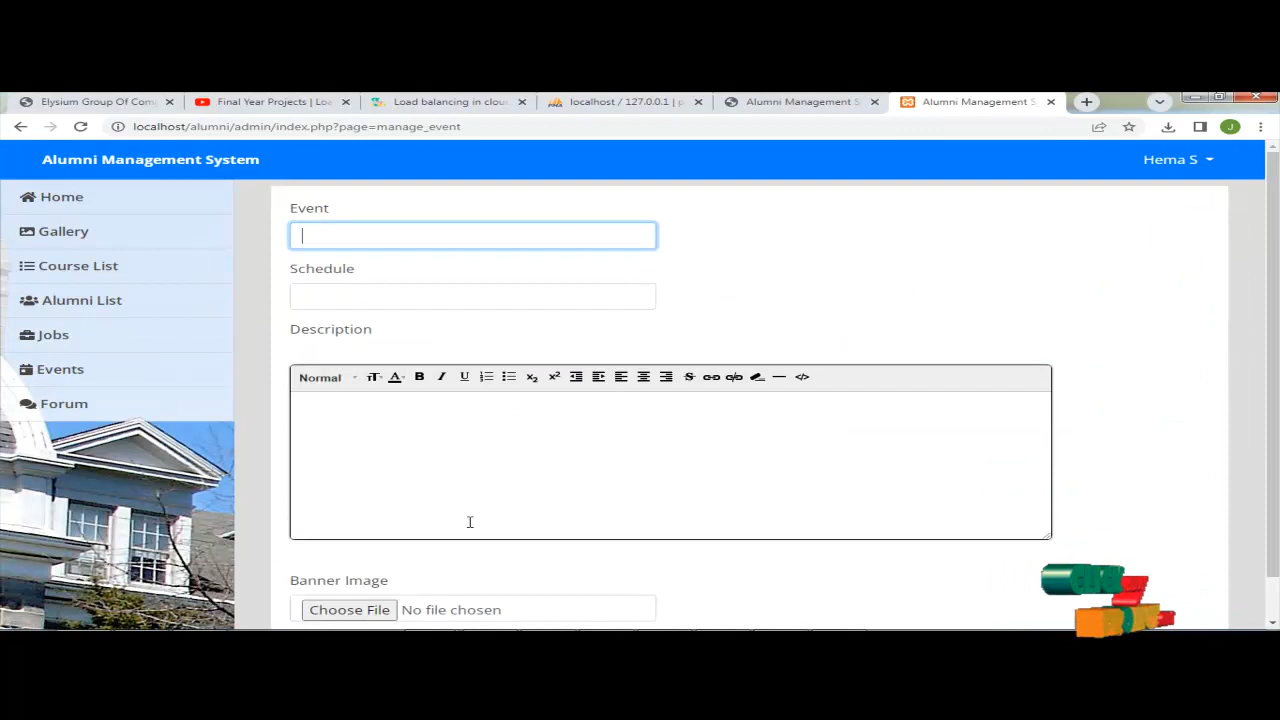 Elysium Group Of Com
Final Year Projects | Loa
Load balancing in clou
localhost / 127.0.0.1 | p
Alumni Management S
Alumni Management S
localhost/alumni/admin/index.php?page=manage_event
J
Alumni Management System
Hema S
Home
Gallery
Course List
Alumni List
Jobs
Events
Forum
Event
Schedule
Description
Normal
Banner Image
Choose File No file chosen